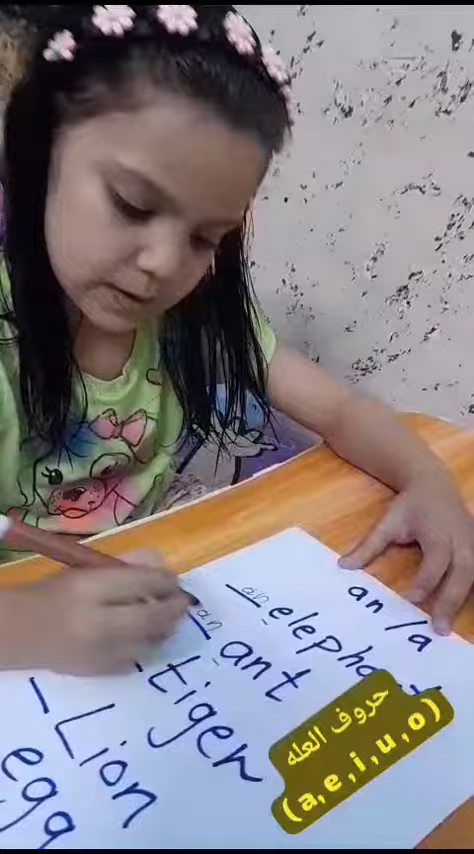 an/a
an elephant
an ant
_ tiger
_ Lion
egg
حروف العله
(a,e,i,u,o)